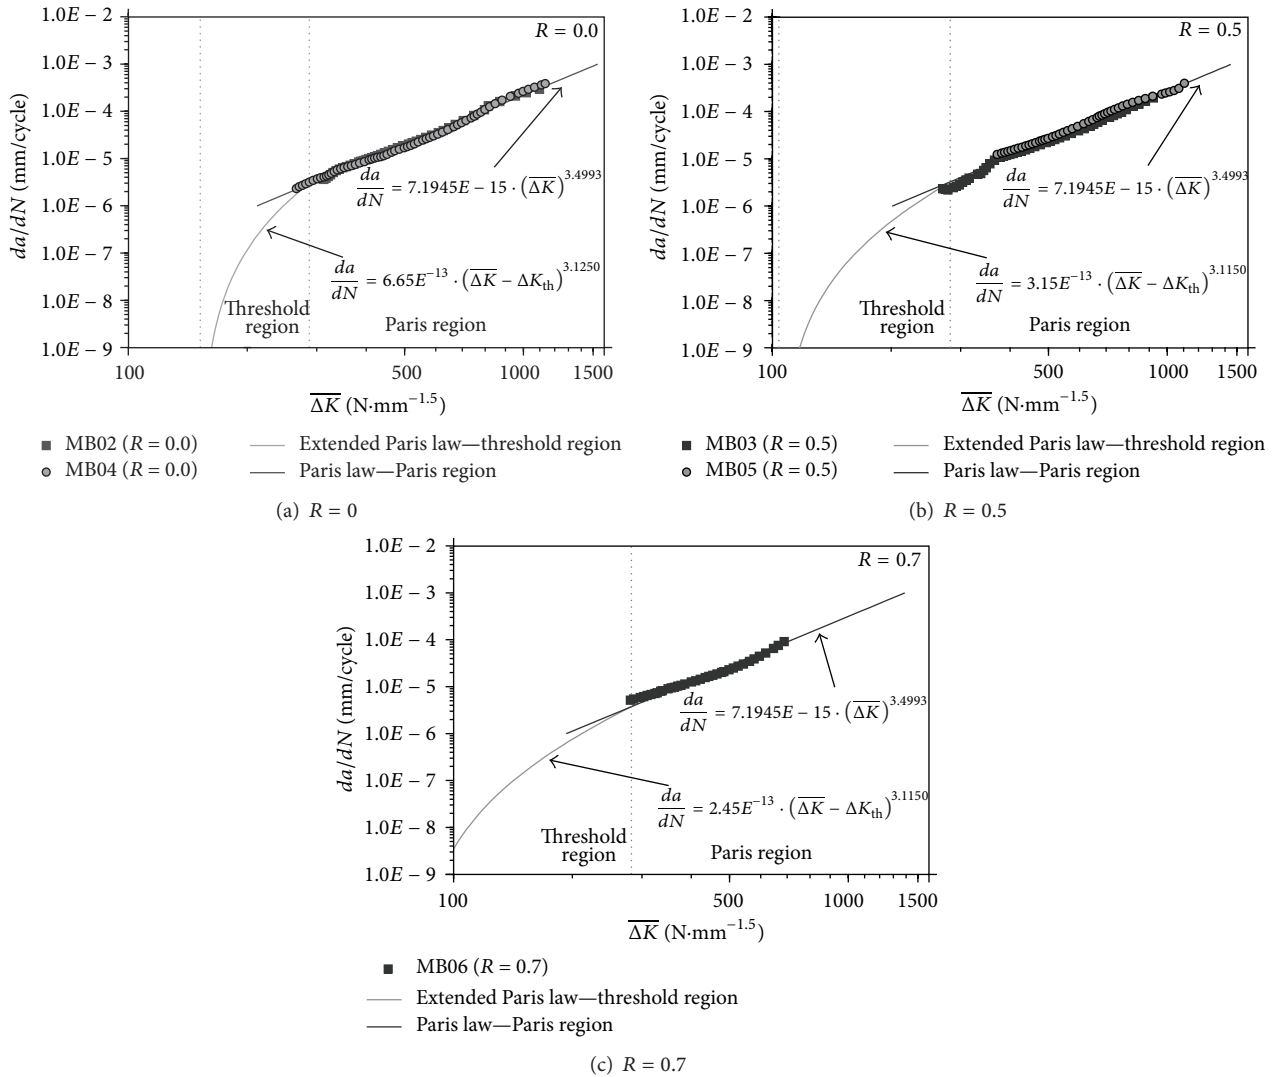 1.0E − 2
1.0E − 3
1.0E − 4
1.0E − 5
1.0E − 6
1.0E − 7
1.0E − 8
1.0E − 9
da/dN (mm/cycle)
R = 0.0
da/dN = 7.1945E − 15 · (ΔK̅)^3.4993
da/dN = 6.65E^−13 · (ΔK̅ − ΔK_th)^3.1250
Threshold
region
Paris region
100 500 1000 1500
ΔK̅ (N·mm^−1.5)
MB02 (R = 0.0)
MB04 (R = 0.0)
Extended Paris law—threshold region
Paris law—Paris region
(a) R = 0
1.0E − 2
1.0E − 3
1.0E − 4
1.0E − 5
1.0E − 6
1.0E − 7
1.0E − 8
1.0E − 9
da/dN (mm/cycle)
R = 0.5
da/dN = 7.1945E − 15 · (ΔK̅)^3.4993
da/dN = 3.15E^−13 · (ΔK̅ − ΔK_th)^3.1150
Threshold
region
Paris region
100 500 1000 1500
ΔK̅ (N·mm^−1.5)
MB03 (R = 0.5)
MB05 (R = 0.5)
Extended Paris law—threshold region
Paris law—Paris region
(b) R = 0.5
1.0E − 2
1.0E − 3
1.0E − 4
1.0E − 5
1.0E − 6
1.0E − 7
1.0E − 8
1.0E − 9
da/dN (mm/cycle)
R = 0.7
da/dN = 7.1945E − 15 · (ΔK̅)^3.4993
da/dN = 2.45E^−13 · (ΔK̅ − ΔK_th)^3.1150
Threshold
region
Paris region
100 500 1000 1500
ΔK̅ (N·mm^−1.5)
MB06 (R = 0.7)
Extended Paris law—threshold region
Paris law—Paris region
(c) R = 0.7